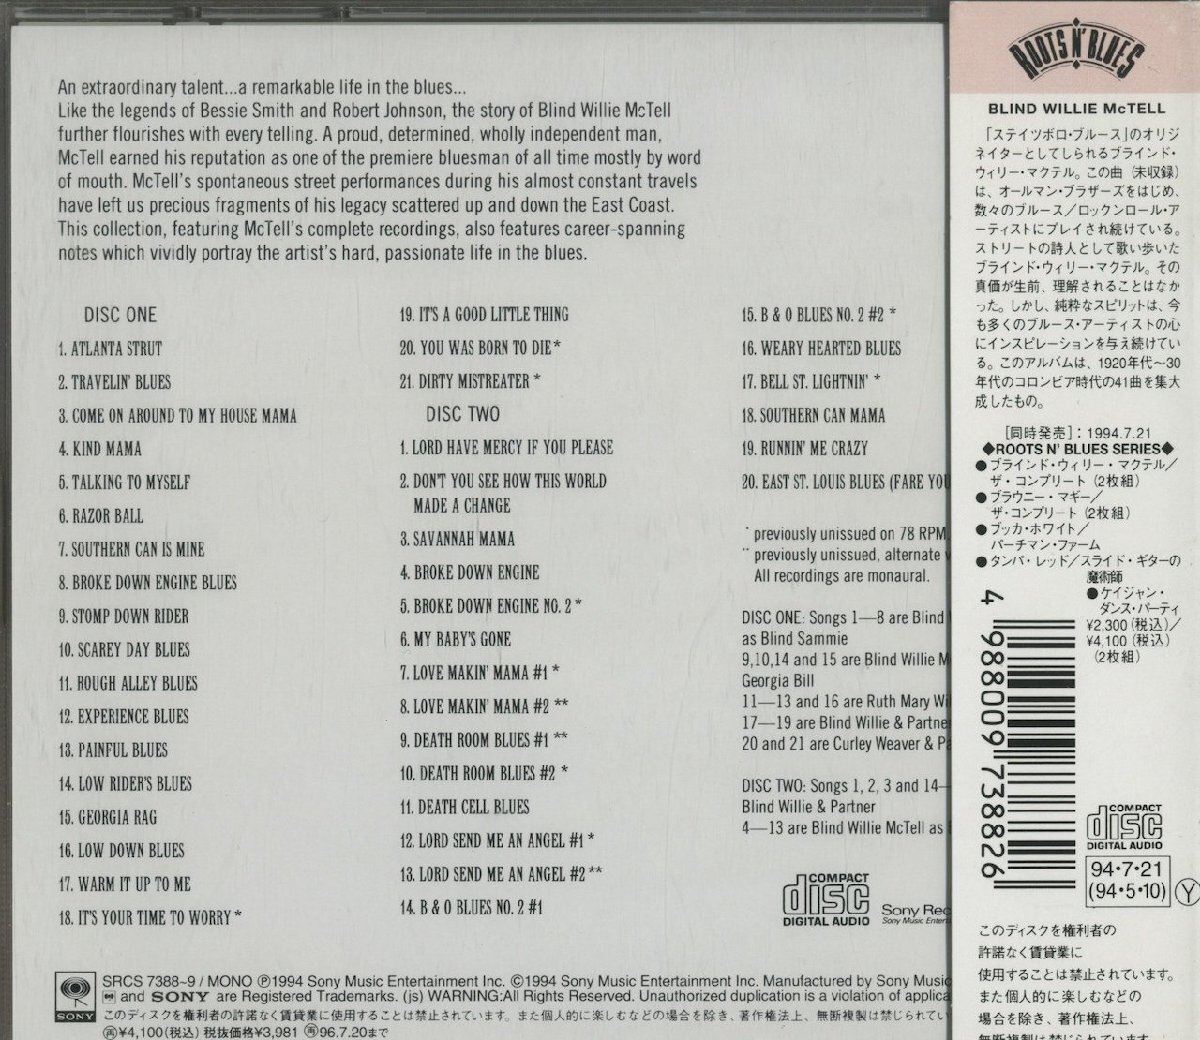 An extraordinary talent...a remarkable life in the blues...
Like the legends of Bessie Smith and Robert Johnson, the story of Blind Willie McTell
further flourishes with every telling. A proud, determined, wholly independent man,
McTell earned his reputation as one of the premiere bluesman of all time mostly by word
of mouth. McTell's spontaneous street performances during his almost constant travels
have left us precious fragments of his legacy scattered up and down the East Coast.
This collection, featuring McTell's complete recordings, also features career-spanning
notes which vividly portray the artist's hard, passionate life in the blues.
DISC ONE
1. ATLANTA STRUT
2. TRAVELIN' BLUES
3. COME ON AROUND TO MY HOUSE MAMA
4. KIND MAMA
5. TALKING TO MYSELF
6. RAZOR BALL
7. SOUTHERN CAN IS MINE
8. BROKE DOWN ENGINE BLUES
9. STOMP DOWN RIDER
10. SCAREY DAY BLUES
11. ROUGH ALLEY BLUES
12. EXPERIENCE BLUES
13. PAINFUL BLUES
14. LOW RIDER'S BLUES
15. GEORGIA RAG
16. LOW DOWN BLUES
17. WARM IT UP TO ME
18. IT'S YOUR TIME TO WORRY*
19. IT'S A GOOD LITTLE THING
20. YOU WAS BORN TO DIE*
21. DIRTY MISTREATER *
DISC TWO
1. LORD HAVE MERCY IF YOU PLEASE
2. DON'T YOU SEE HOW THIS WORLD
MADE A CHANGE
3. SAVANNAH MAMA
4. BROKE DOWN ENGINE
5. BROKE DOWN ENGINE NO. 2 *
6. MY BABY'S GONE
7. LOVE MAKIN' MAMA #1 *
8. LOVE MAKIN' MAMA #2 **
9. DEATH ROOM BLUES #1 **
10. DEATH ROOM BLUES #2 *
11. DEATH CELL BLUES
12. LORD SEND ME AN ANGEL #1 *
13. LORD SEND ME AN ANGEL #2 **
14. B & O BLUES NO. 2 #1
15. B & O BLUES NO. 2 #2 *
16. WEARY HEARTED BLUES
17. BELL ST. LIGHTNIN' *
18. SOUTHERN CAN MAMA
19. RUNNIN' ME CRAZY
20. EAST ST. LOUIS BLUES (FARE YOU
* previously unissued on 78 RPM
** previously unissued, alternate
All recordings are monaural.
DISC ONE: Songs 1—8 are Blind
as Blind Sammie
9,10,14 and 15 are Blind Willie M
Georgia Bill
11—13 and 16 are Ruth Mary Wi
17—19 are Blind Willie & Partne
20 and 21 are Curley Weaver & Pa
DISC TWO: Songs 1, 2, 3 and 14—
Blind Willie & Partner
4—13 are Blind Willie McTell as
COMPACT
disc
DIGITAL AUDIO
Sony Rec
Sony Music Entert
SONY
SRCS 7388~9 / MONO Ⓟ1994 Sony Music Entertainment Inc. ©1994 Sony Music Entertainment Inc. Manufactured by Sony Music
and SONY are Registered Trademarks. (js) WARNING:All Rights Reserved. Unauthorized duplication is a violation of applica
このディスクを権利者の許諾なく賃貸業に使用することは禁止されています。また個人的に楽しむなどの場合を除き、著作権法上、無断複製は禁じられてい
㊢¥4,100(税込) 税抜価格¥3,981 ㊢96.7.20まで
ROOTS N' BLUES
BLIND WILLIE McTELL
「ステイツボロ・ブルース」のオリジ
ネイターとしてしられるブラインド・
ウィリー・マクテル。この曲（未収録）
は、オールマン・ブラザーズをはじめ、
数々のブルース／ロックンロール・ア
ーティストにプレイされ続けている。
ストリートの詩人として歌い歩いた
ブラインド・ウィリー・マクテル。その
真価が生前、理解されることはなか
った。しかし、純粋なスピリットは、今
も多くのブルース・アーティストの心
にインスピレーションを与え続けてい
る。このアルバムは、1920年代〜30
年代のコロンビア時代の41曲を集大
成したもの。
［同時発売］：1994.7.21
◆ROOTS N' BLUES SERIES◆
●ブラインド・ウィリー・マクテル／
ザ・コンプリート（2枚組）
●ブラウニー・マギー／
ザ・コンプリート（2枚組）
●ブッカ・ホワイト／
パーチマン・ファーム
●タンパ・レッド／スライド・ギターの
魔術師
●ケイジャン・
ダンス・パーティ
¥2,300（税込）／
¥4,100（税込）
（2枚組）
4 988009 738826
COMPACT
disc
DIGITAL AUDIO
94・7・21
(94・5・10)
Y
このディスクを権利者の
許諾なく賃貸業に
使用することは禁止されています。
また個人的に楽しむなどの
場合を除き、著作権法上、
無断複製は禁じられています。